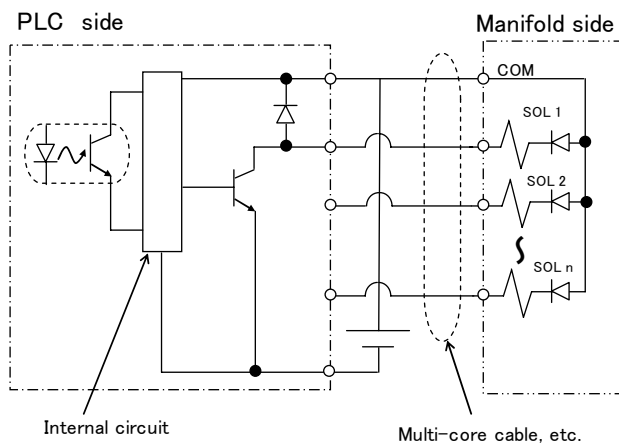 PLC side
Manifold side
COM
SOL 1
SOL 2
SOL n
Internal circuit
Multi-core cable, etc.